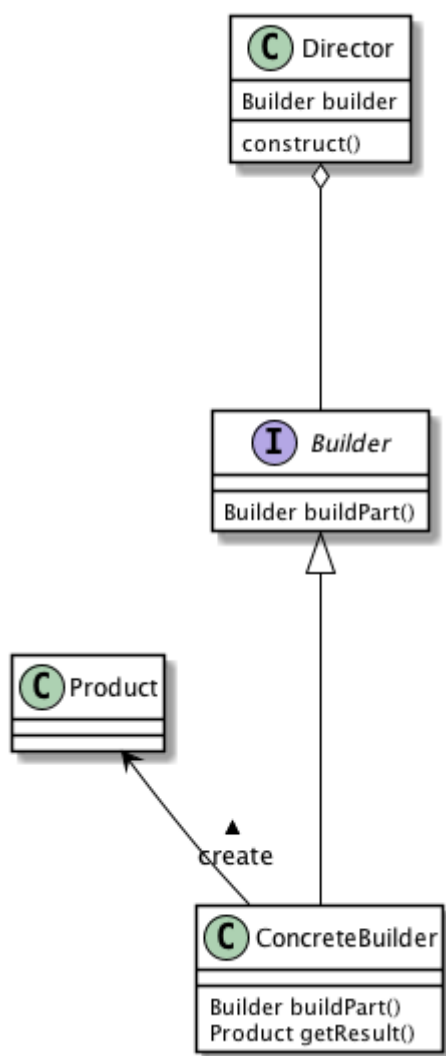 C Director
Builder builder
construct()
I Builder
Builder buildPart()
C Product
▲
create
C ConcreteBuilder
Builder buildPart()
Product getResult()